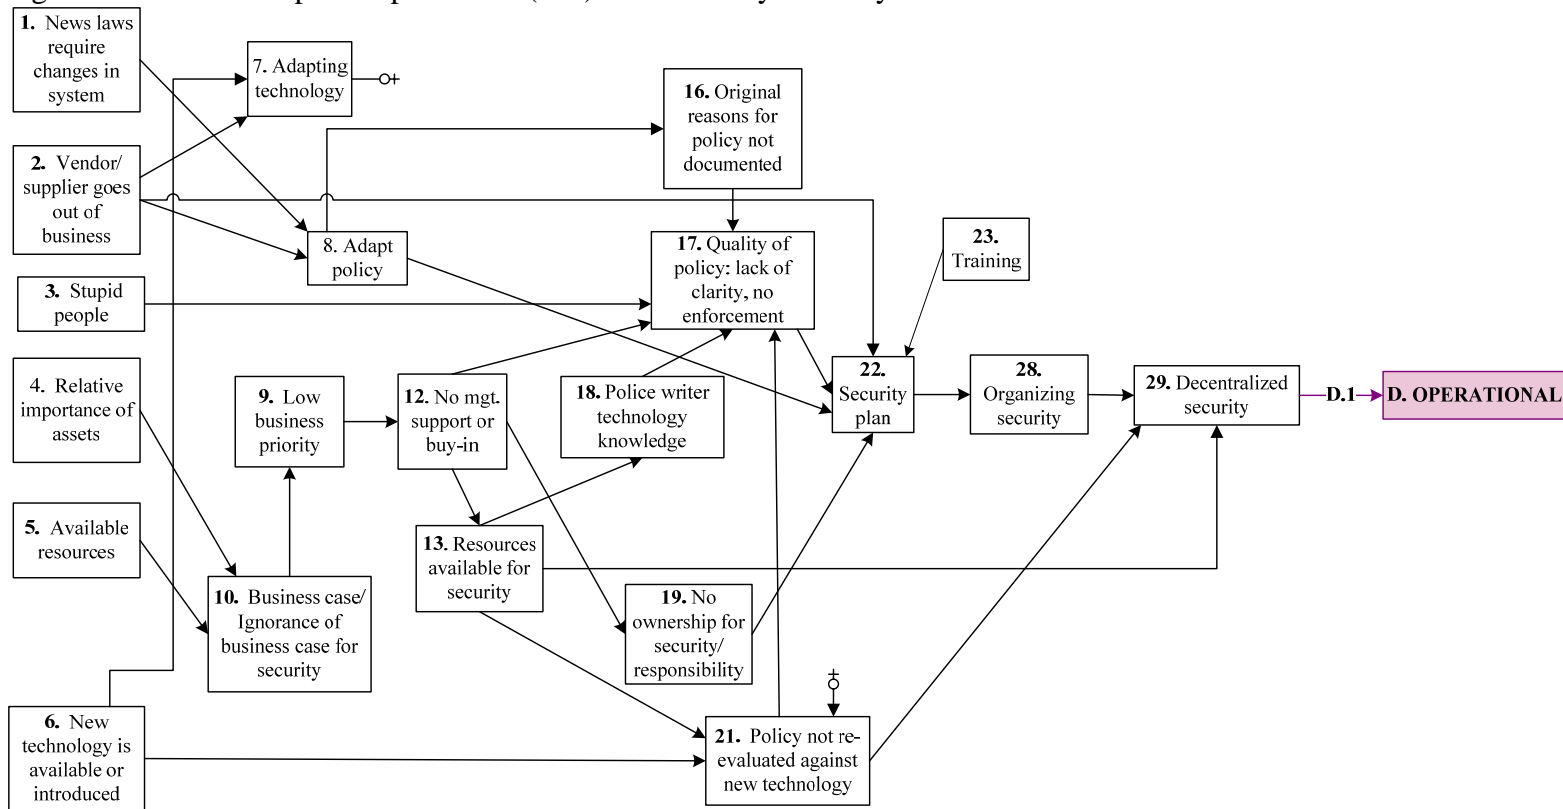 1. News laws
require
changes in
system
7. Adapting
technology
16. Original
reasons for
policy not
documented
2. Vendor/
supplier goes
out of
business
8. Adapt
policy
17. Quality of
policy: lack of
clarity, no
enforcement
23.
Training
3. Stupid
people
4. Relative
importance of
assets
9. Low
business
priority
12. No mgt.
support or
buy-in
18. Police writer
technology
knowledge
22.
Security
plan
28.
Organizing
security
29. Decentralized
security
D.1
D. OPERATIONAL
5. Available
resources
10. Business case/
Ignorance of
business case for
security
13. Resources
available for
security
19. No
ownership for
security/
responsibility
6. New
technology is
available or
introduced
21. Policy not re-
evaluated against
new technology